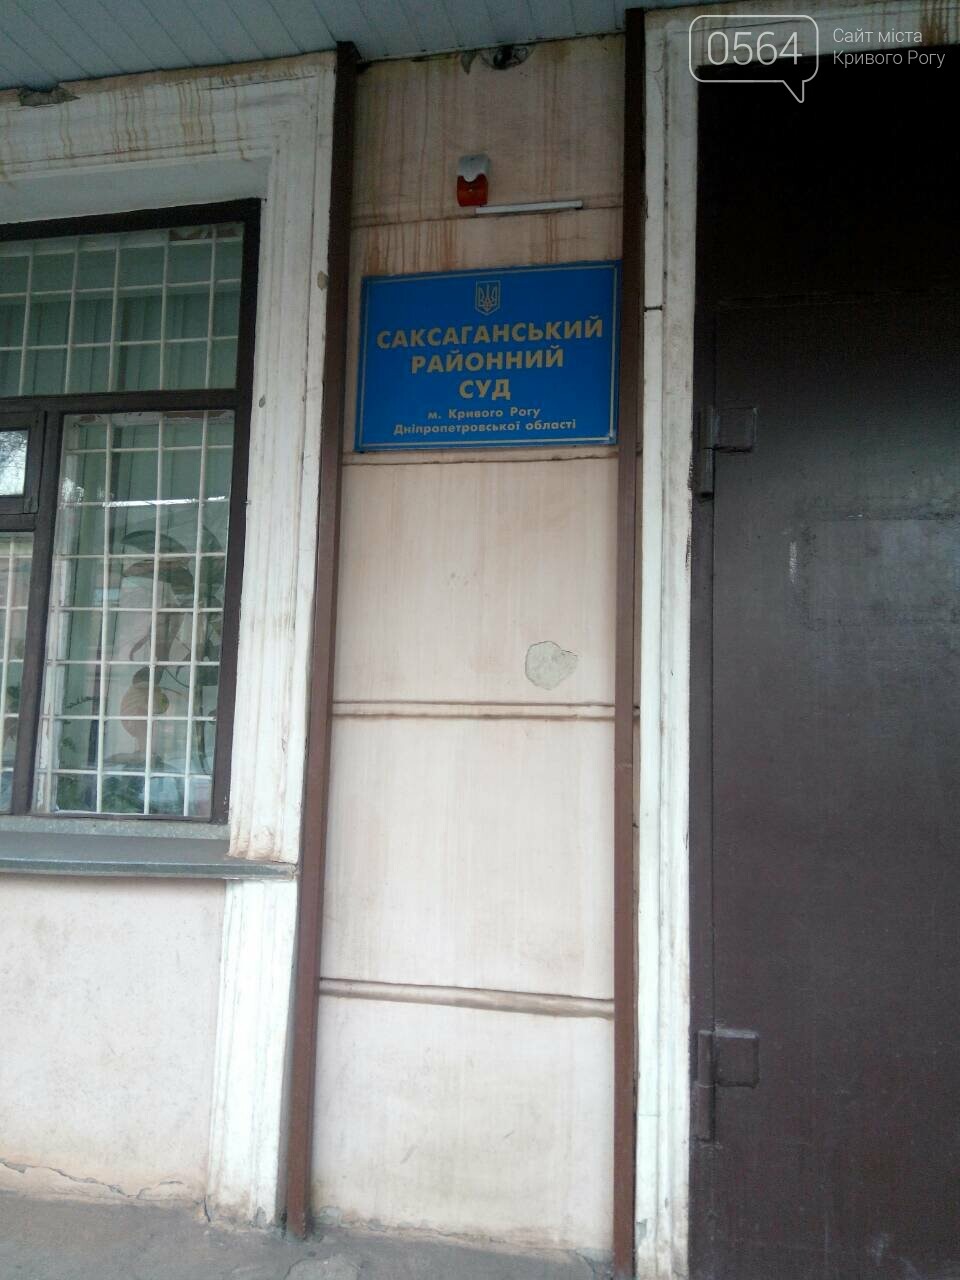 0564
Сайт міста
Кривого Рогу
САКСАГАНСЬКИЙ
РАЙОННИЙ
СУД
м. Кривого Рогу
Дніпропетровської області